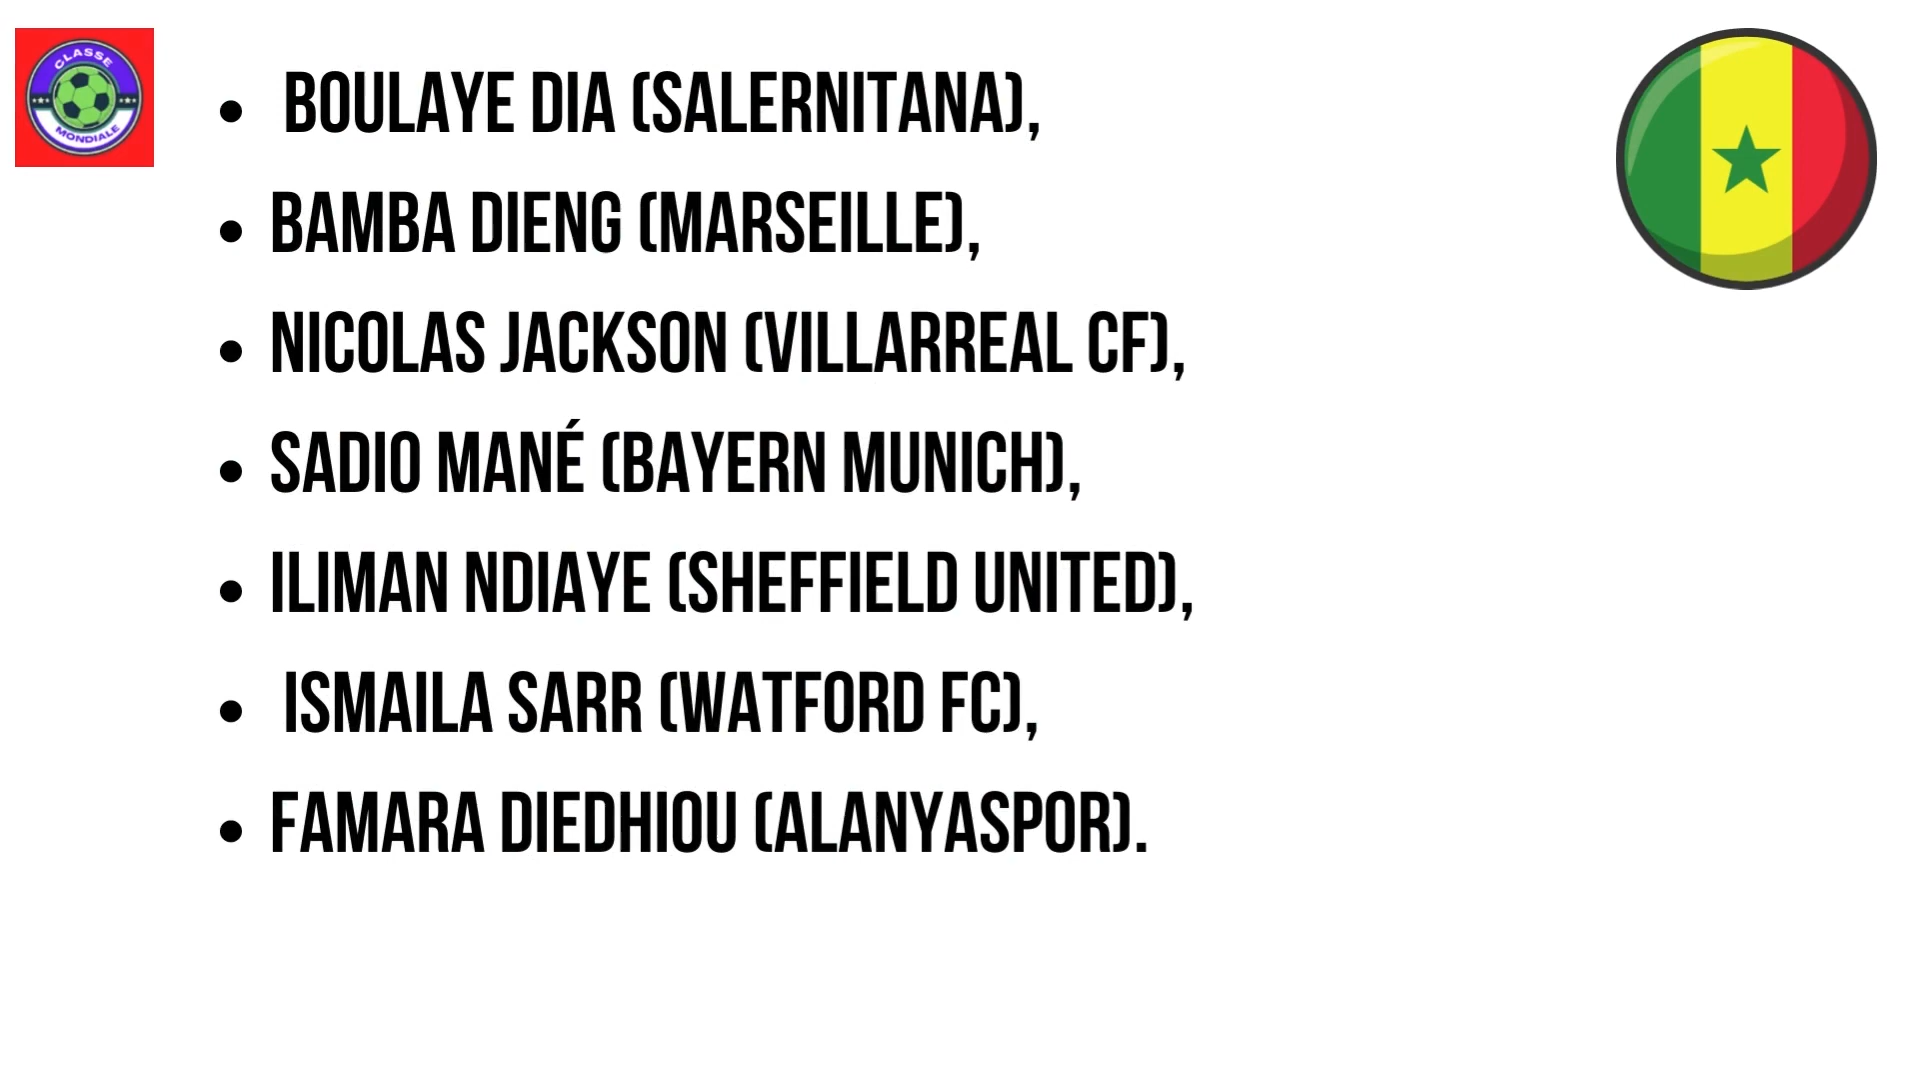 CLASSE
MONDIALE
• BOULAYE DIA (SALERNITANA),
• BAMBA DIENG (MARSEILLE),
• NICOLAS JACKSON (VILLARREAL CF),
• SADIO MANÉ (BAYERN MUNICH),
• ILIMAN NDIAYE (SHEFFIELD UNITED),
• ISMAILA SARR (WATFORD FC),
• FAMARA DIEDHIOU (ALANYASPOR).